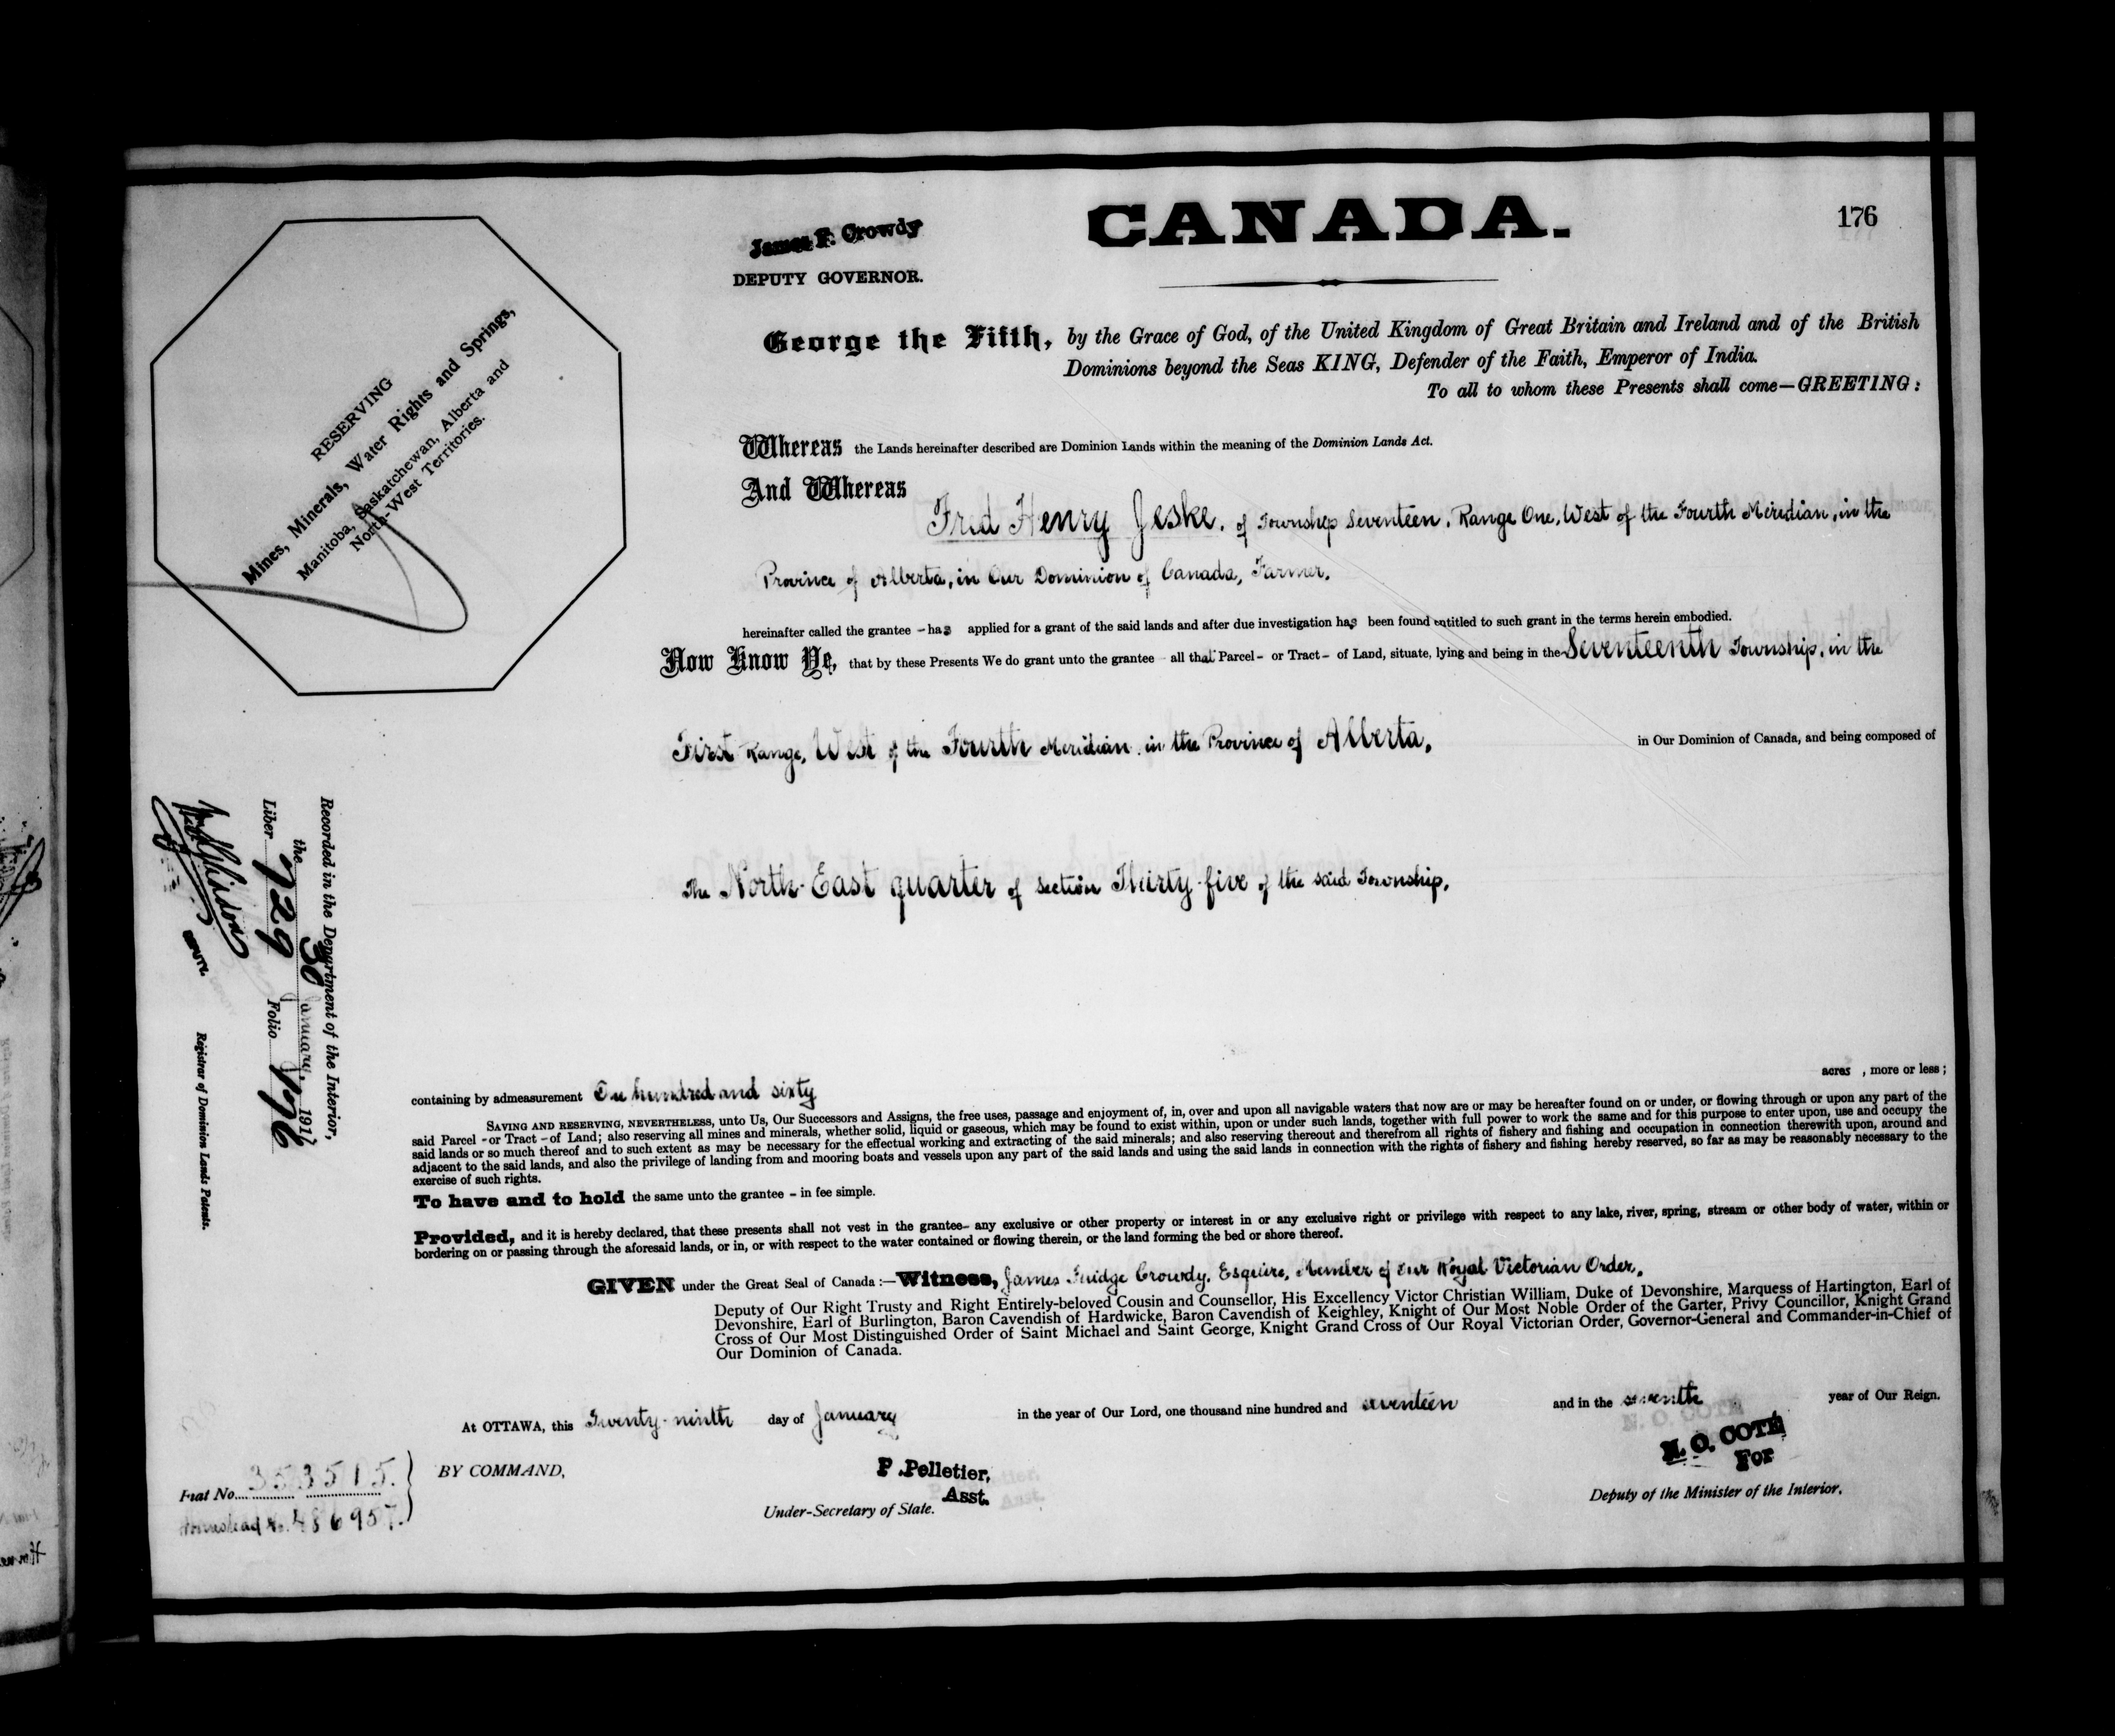 176
CANADA.
James F. Crowdy
DEPUTY GOVERNOR.
George the Fifth, by the Grace of God, of the United Kingdom of Great Britain and Ireland and of the British
Dominions beyond the Seas KING, Defender of the Faith, Emperor of India.
To all to whom these Presents shall come—GREETING:
RESERVING
Mines, Minerals, Water Rights and Springs,
Manitoba, Saskatchewan, Alberta and
North-West Territories.
Whereas the Lands hereinafter described are Dominion Lands within the meaning of the Dominion Lands Act.
And Whereas
Fred Henry Jeske, of Township Seventeen, Range One, West of the Fourth Meridian, in the
Province of Alberta, in Our Dominion of Canada, Farmer,
hereinafter called the grantee - has applied for a grant of the said lands and after due investigation has been found entitled to such grant in the terms herein embodied.
Now Know Ye, that by these Presents We do grant unto the grantee - all that Parcel - or Tract - of Land, situate, lying and being in the Seventeenth Township, in the
First Range, West of the Fourth Meridian, in the Province of Alberta, in Our Dominion of Canada, and being composed of
The North-East quarter of Section Thirty-five of the said Township,
Recorded in the Department of the Interior,
the 30 January, 1917
Liber 729 Folio 176
DEPUTY.
Registrar of Dominion Lands Patents.
containing by admeasurement One hundred and sixty acres, more or less;
SAVING AND RESERVING, NEVERTHELESS, unto Us, Our Successors and Assigns, the free uses, passage and enjoyment of, in, over and upon all navigable waters that now are or may be hereafter found on or under, or flowing through or upon any part of the
said Parcel - or Tract - of Land; also reserving all mines and minerals, whether solid, liquid or gaseous, which may be found to exist within, upon or under such lands, together with full power to work the same and for this purpose to enter upon, use and occupy the
said lands or so much thereof and to such extent as may be necessary for the effectual working and extracting of the said minerals; and also reserving thereout and therefrom all rights of fishery and fishing and occupation in connection therewith upon, around and
adjacent to the said lands, and also the privilege of landing from and mooring boats and vessels upon any part of the said lands and using the said lands in connection with the rights of fishery and fishing hereby reserved, so far as may be reasonably necessary to the
exercise of such rights.
To have and to hold the same unto the grantee - in fee simple.
Provided, and it is hereby declared, that these presents shall not vest in the grantee - any exclusive or other property or interest in or any exclusive right or privilege with respect to any lake, river, spring, stream or other body of water, within or
bordering on or passing through the aforesaid lands, or in, or with respect to the water contained or flowing therein, or the land forming the bed or shore thereof.
GIVEN under the Great Seal of Canada:—Witness, James Fuidge Crowdy, Esquire, Member of Our Royal Victorian Order,
Deputy of Our Right Trusty and Right Entirely-beloved Cousin and Counsellor, His Excellency Victor Christian William, Duke of Devonshire, Marquess of Hartington, Earl of
Devonshire, Earl of Burlington, Baron Cavendish of Hardwicke, Baron Cavendish of Keighley, Knight of Our Most Noble Order of the Garter, Privy Councillor, Knight Grand
Cross of Our Most Distinguished Order of Saint Michael and Saint George, Knight Grand Cross of Our Royal Victorian Order, Governor-General and Commander-in-Chief of
Our Dominion of Canada.
At OTTAWA, this Twenty-ninth day of January in the year of Our Lord, one thousand nine hundred and seventeen and in the seventh year of Our Reign.
BY COMMAND,
P. Pelletier,
Asst.
Under-Secretary of State.
N. O. COTÉ
For
Deputy of the Minister of the Interior.
Fiat No. 353515.
Homestead No. 486957.